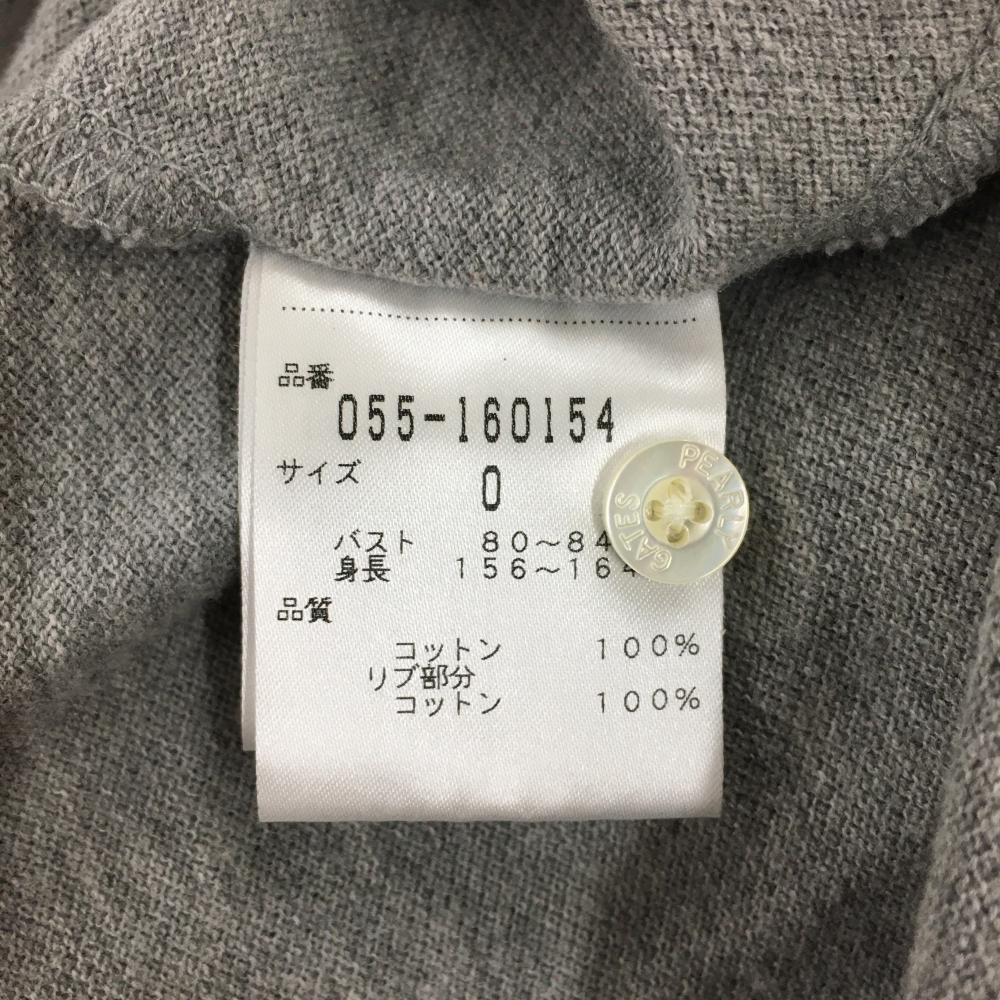 品番
055-160154
サイズ
0
バスト 80～84
身長 156～164
品質
コットン 100%
リブ部分
コットン 100%
PEARLY GATES